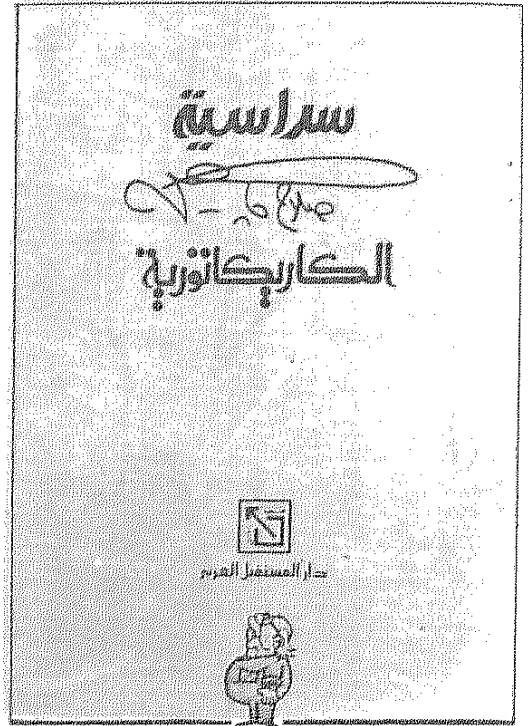 سداسية
صلاح جاهين
الكاريكاتورية
دار المستقبل العربي